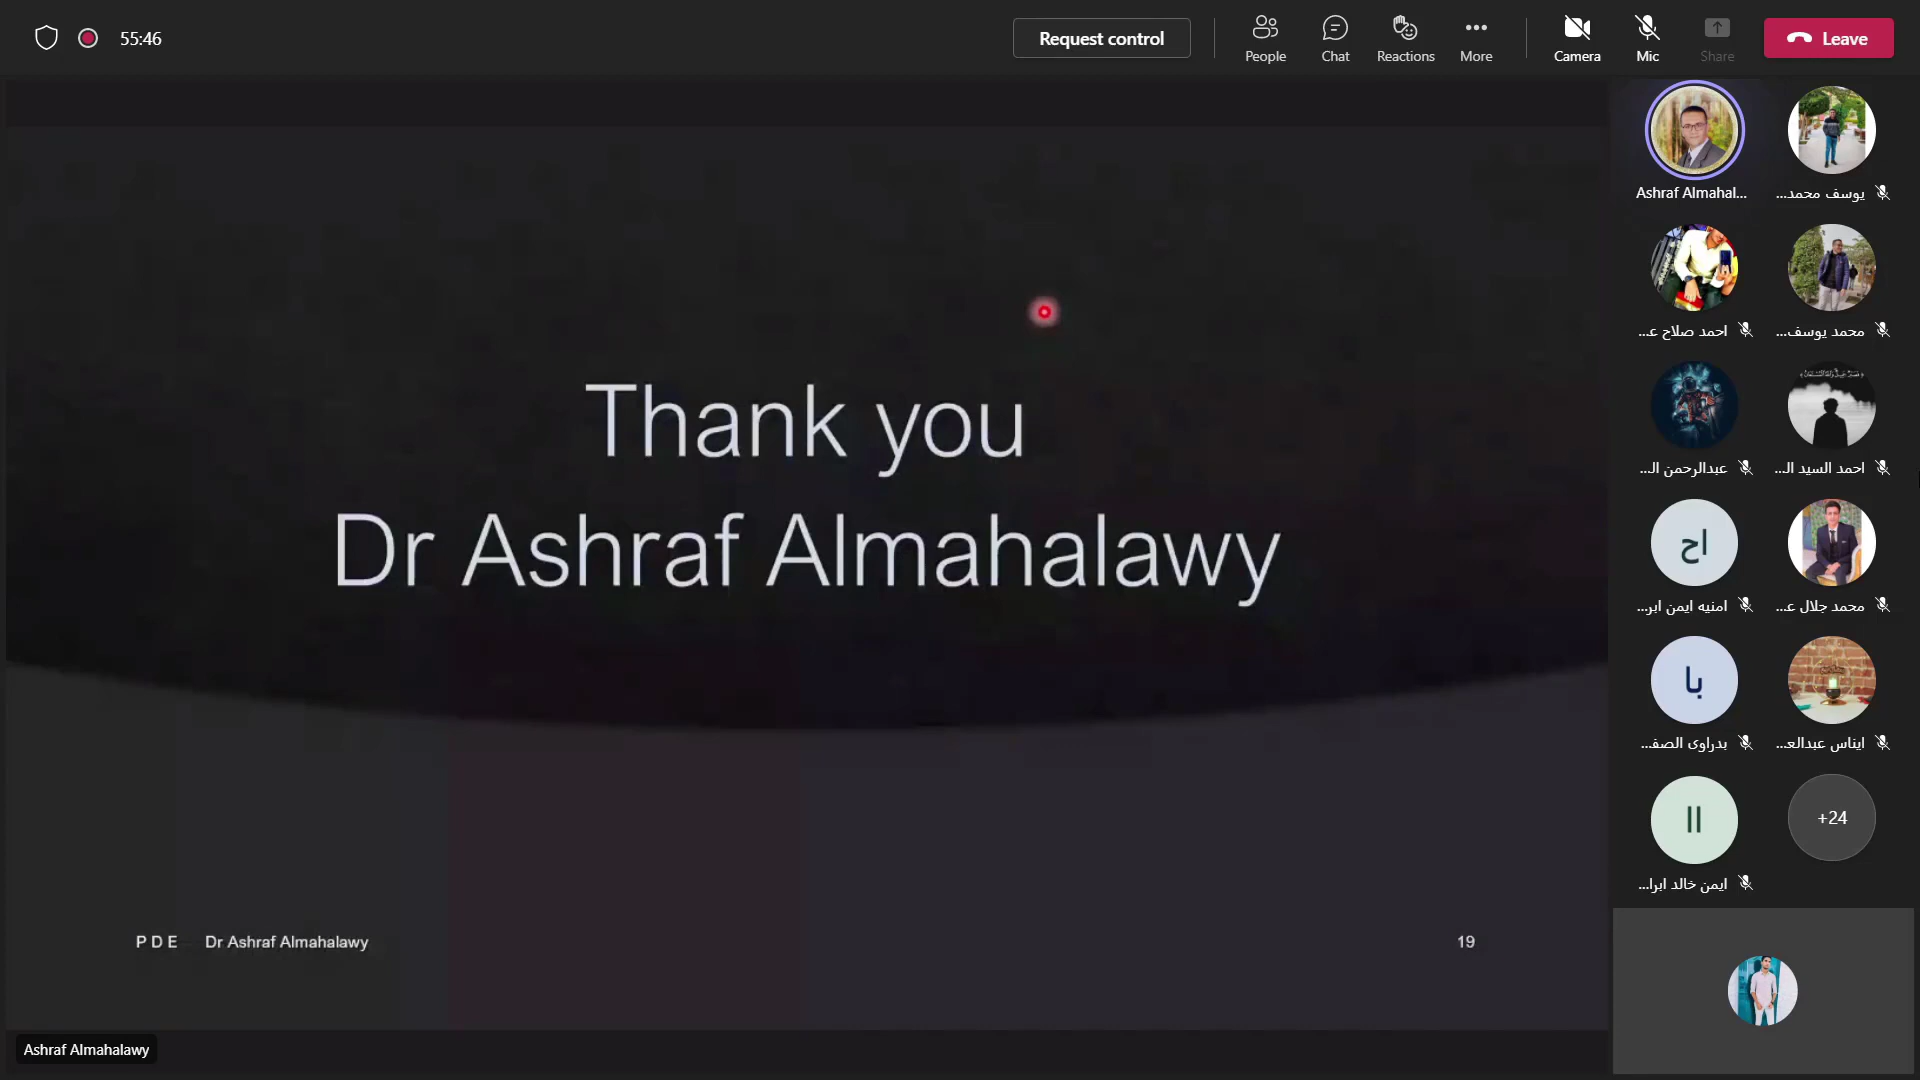 55:46
Request control
People
Chat
Reactions
More
Camera
Mic
Share
Leave
Ashraf Almahal...
يوسف محمد...
احمد صلاح ع...
محمد يوسف...
عبدالرحمن ال...
احمد السيد ال...
اح
امنيه ايمن ابر...
محمد جلال ع...
با
بدراوى الصف...
ايناس عبدالع...
اا
ايمن خالد ابرا...
+24
Thank you
Dr Ashraf Almahalawy
PDE Dr Ashraf Almahalawy
19
Ashraf Almahalawy